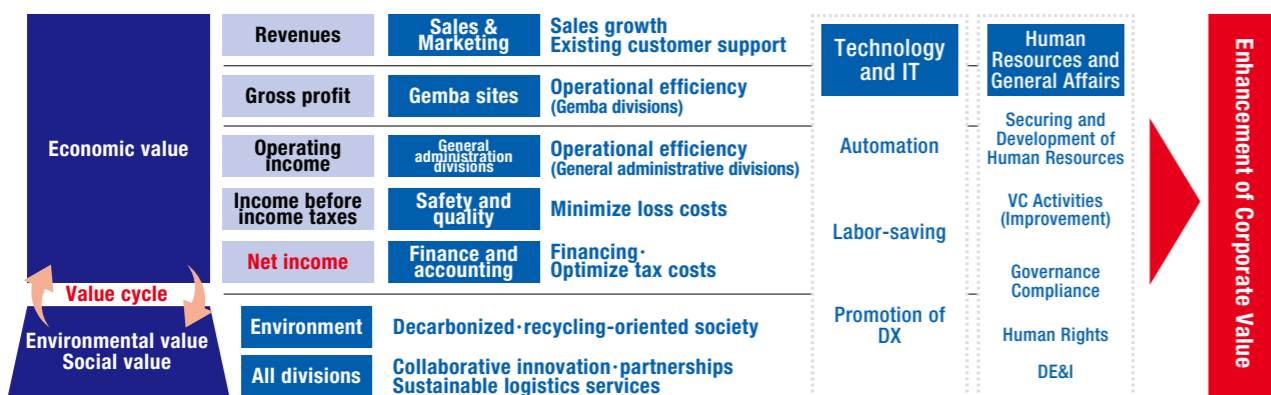 Economic value
Value cycle
Environmental value
Social value
Revenues
Sales &
Marketing
Sales growth
Existing customer support
Gross profit
Gemba sites
Operational efficiency
(Gemba divisions)
Operating
income
General
administration
divisions
Operational efficiency
(General administrative divisions)
Income before
income taxes
Safety and
quality
Minimize loss costs
Net income
Finance and
accounting
Financing·
Optimize tax costs
Environment
Decarbonized·recycling-oriented society
All divisions
Collaborative innovation·partnerships
Sustainable logistics services
Technology
and IT
Automation
Labor-saving
Promotion of
DX
Human
Resources and
General Affairs
Securing and
Development of
Human Resources
VC Activities
(Improvement)
Governance
Compliance
Human Rights
DE&I
Enhancement of Corporate Value